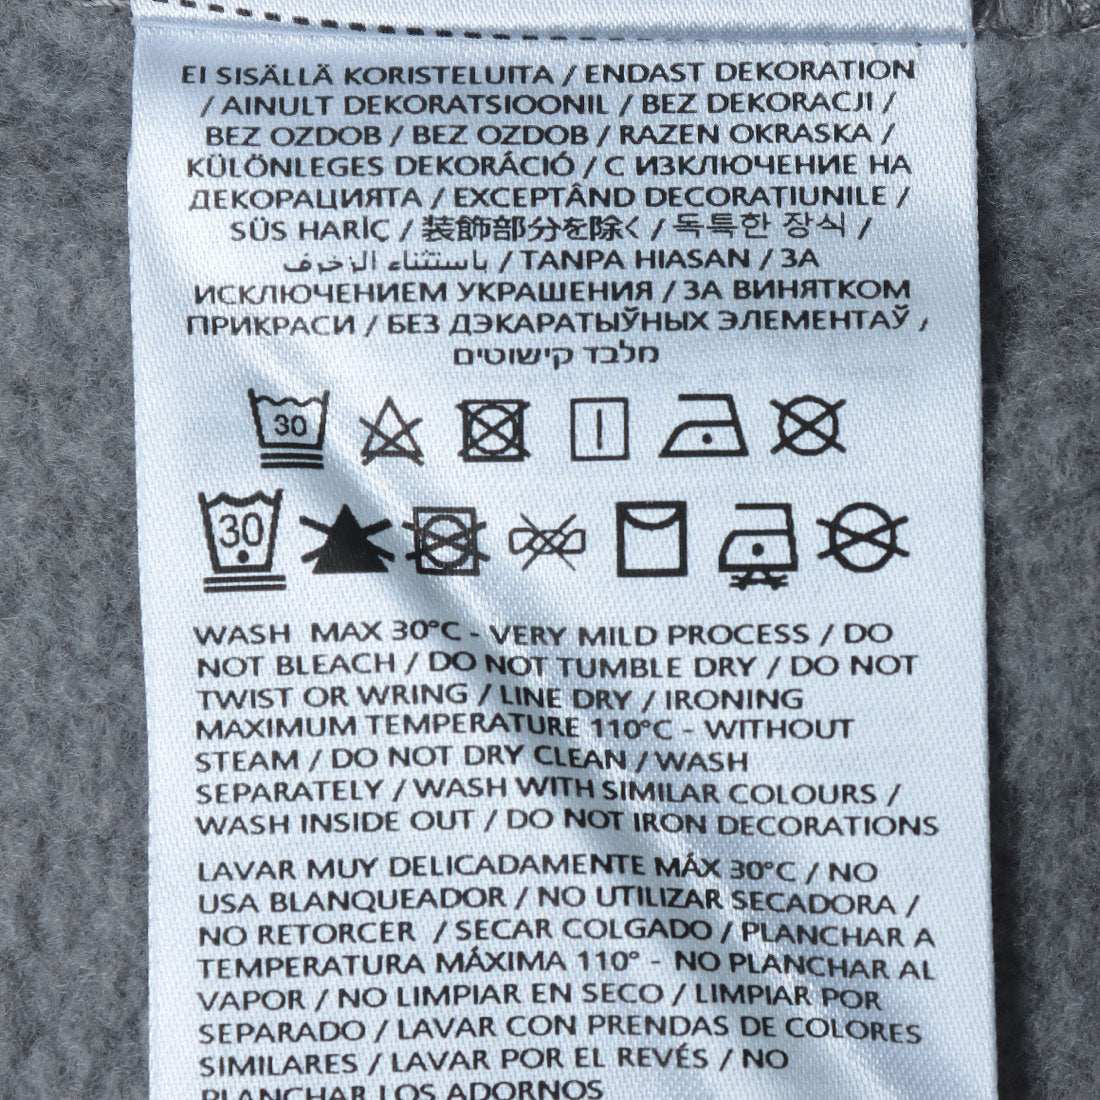 EI SISÄLLÄ KORISTELUITA / ENDAST DEKORATION
/ AINULT DEKORATSIOONIL / BEZ DEKORACJI /
BEZ OZDOB / BEZ OZDOB / RAZEN OKRASKA /
KÜLÖNLEGES DEKORÁCIÓ / С ИЗКЛЮЧЕНИЕ НА
ДЕКОРАЦИЯТА / EXCEPTÂND DECORAȚIUNILE /
SÜS HARİÇ / 装飾部分を除く / 독특한 장식 /
باستثناء الزخرف / TANPA HIASAN / ЗА
ИСКЛЮЧЕНИЕМ УКРАШЕНИЯ / ЗА ВИНЯТКОМ
ПРИКРАСИ / БЕЗ ДЭКАРАТЫЎНЫХ ЭЛЕМЕНТАЎ /
מלבד קישוטים
30
30
WASH MAX 30°C - VERY MILD PROCESS / DO
NOT BLEACH / DO NOT TUMBLE DRY / DO NOT
TWIST OR WRING / LINE DRY / IRONING
MAXIMUM TEMPERATURE 110°C - WITHOUT
STEAM / DO NOT DRY CLEAN / WASH
SEPARATELY / WASH WITH SIMILAR COLOURS /
WASH INSIDE OUT / DO NOT IRON DECORATIONS
LAVAR MUY DELICADAMENTE MÁX 30°C / NO
USA BLANQUEADOR / NO UTILIZAR SECADORA /
NO RETORCER / SECAR COLGADO / PLANCHAR A
TEMPERATURA MÁXIMA 110° - NO PLANCHAR AL
VAPOR / NO LIMPIAR EN SECO / LIMPIAR POR
SEPARADO / LAVAR CON PRENDAS DE COLORES
SIMILARES / LAVAR POR EL REVÉS / NO
PLANCHAR LOS ADORNOS